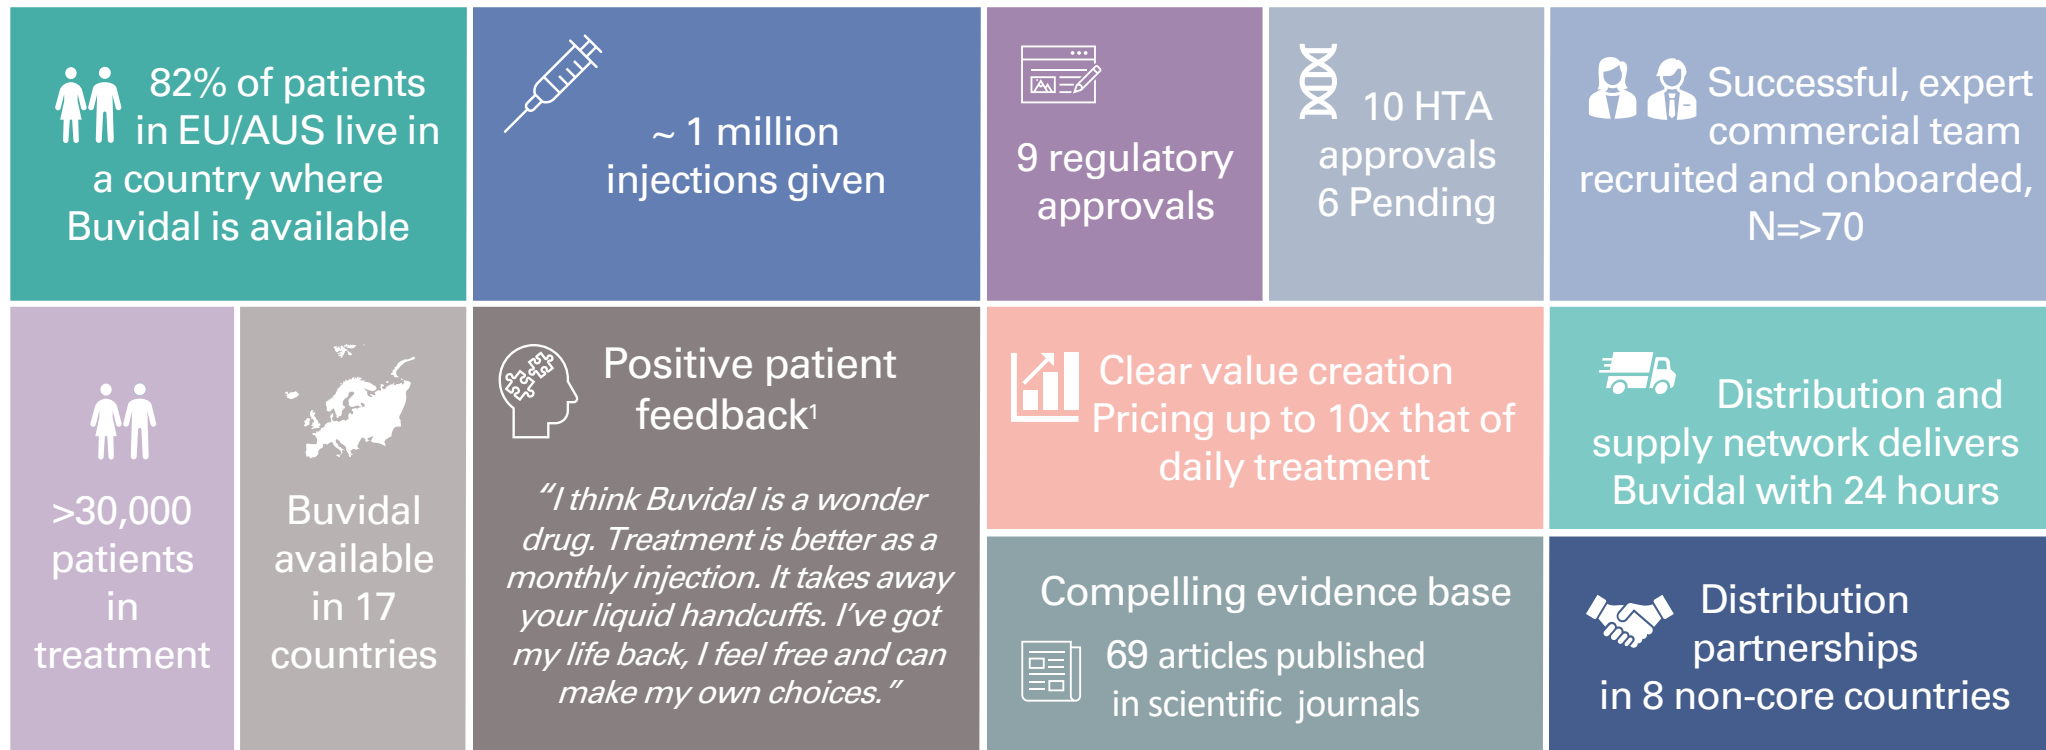 82% of patients
in EU/AUS live in
a country where
Buvidal is available
~ 1 million
injections given
9 regulatory
approvals
10 HTA
approvals
6 Pending
Successful, expert
commercial team
recruited and onboarded,
N=>70
>30,000
patients
in
treatment
Buvidal
available
in 17
countries
Positive patient
feedback¹
“I think Buvidal is a wonder
drug. Treatment is better as a
monthly injection. It takes away
your liquid handcuffs. I’ve got
my life back, I feel free and can
make my own choices.”
Clear value creation
Pricing up to 10x that of
daily treatment
Compelling evidence base
69 articles published
in scientific journals
Distribution and
supply network delivers
Buvidal with 24 hours
Distribution
partnerships
in 8 non-core countries